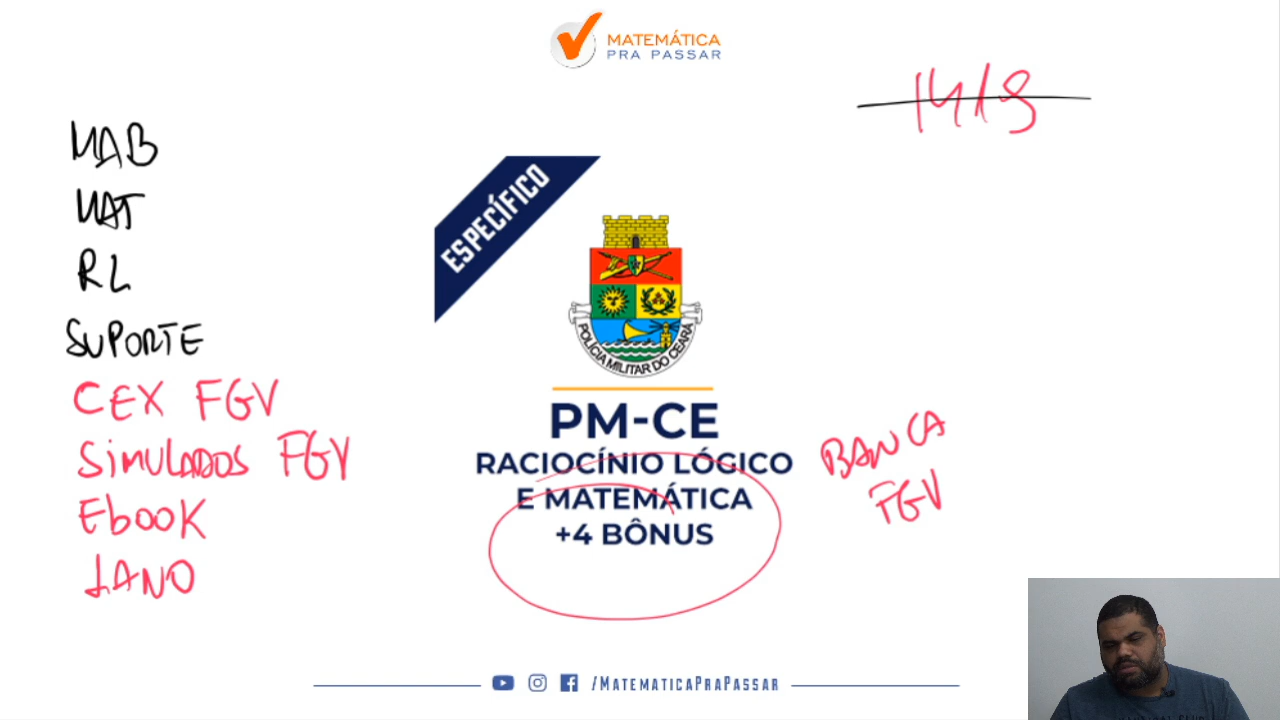 MATEMÁTICA
PRA PASSAR
1419
MAB
MAT
RL
SUPORTE
CEX FGV
SimULADOS FGV
EbooK
1ANO
ESPECÍFICO
POLÍCIA MILITAR DO CEARÁ
PM-CE
RACIOCÍNIO LÓGICO
E MATEMÁTICA
+4 BÔNUS
BANCA
FGV
/MATEMATICAPRAPASSAR